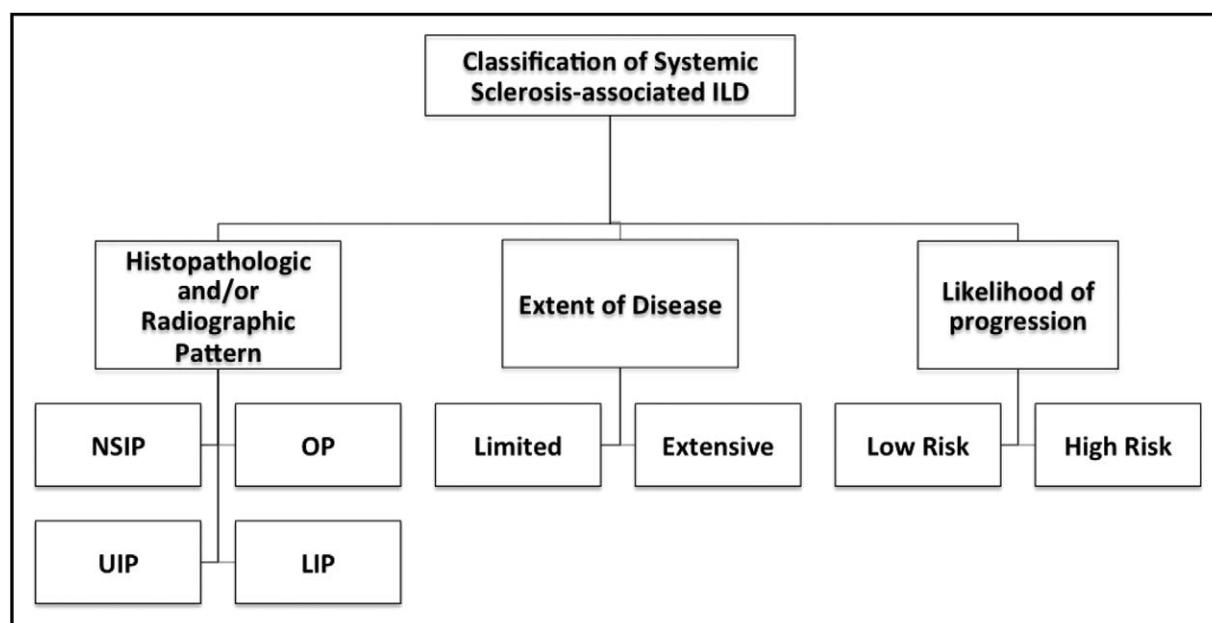 Classification of Systemic
Sclerosis-associated ILD
Histopathologic
and/or
Radiographic
Pattern
Extent of Disease
Likelihood of
progression
NSIP
OP
Limited
Extensive
Low Risk
High Risk
UIP
LIP